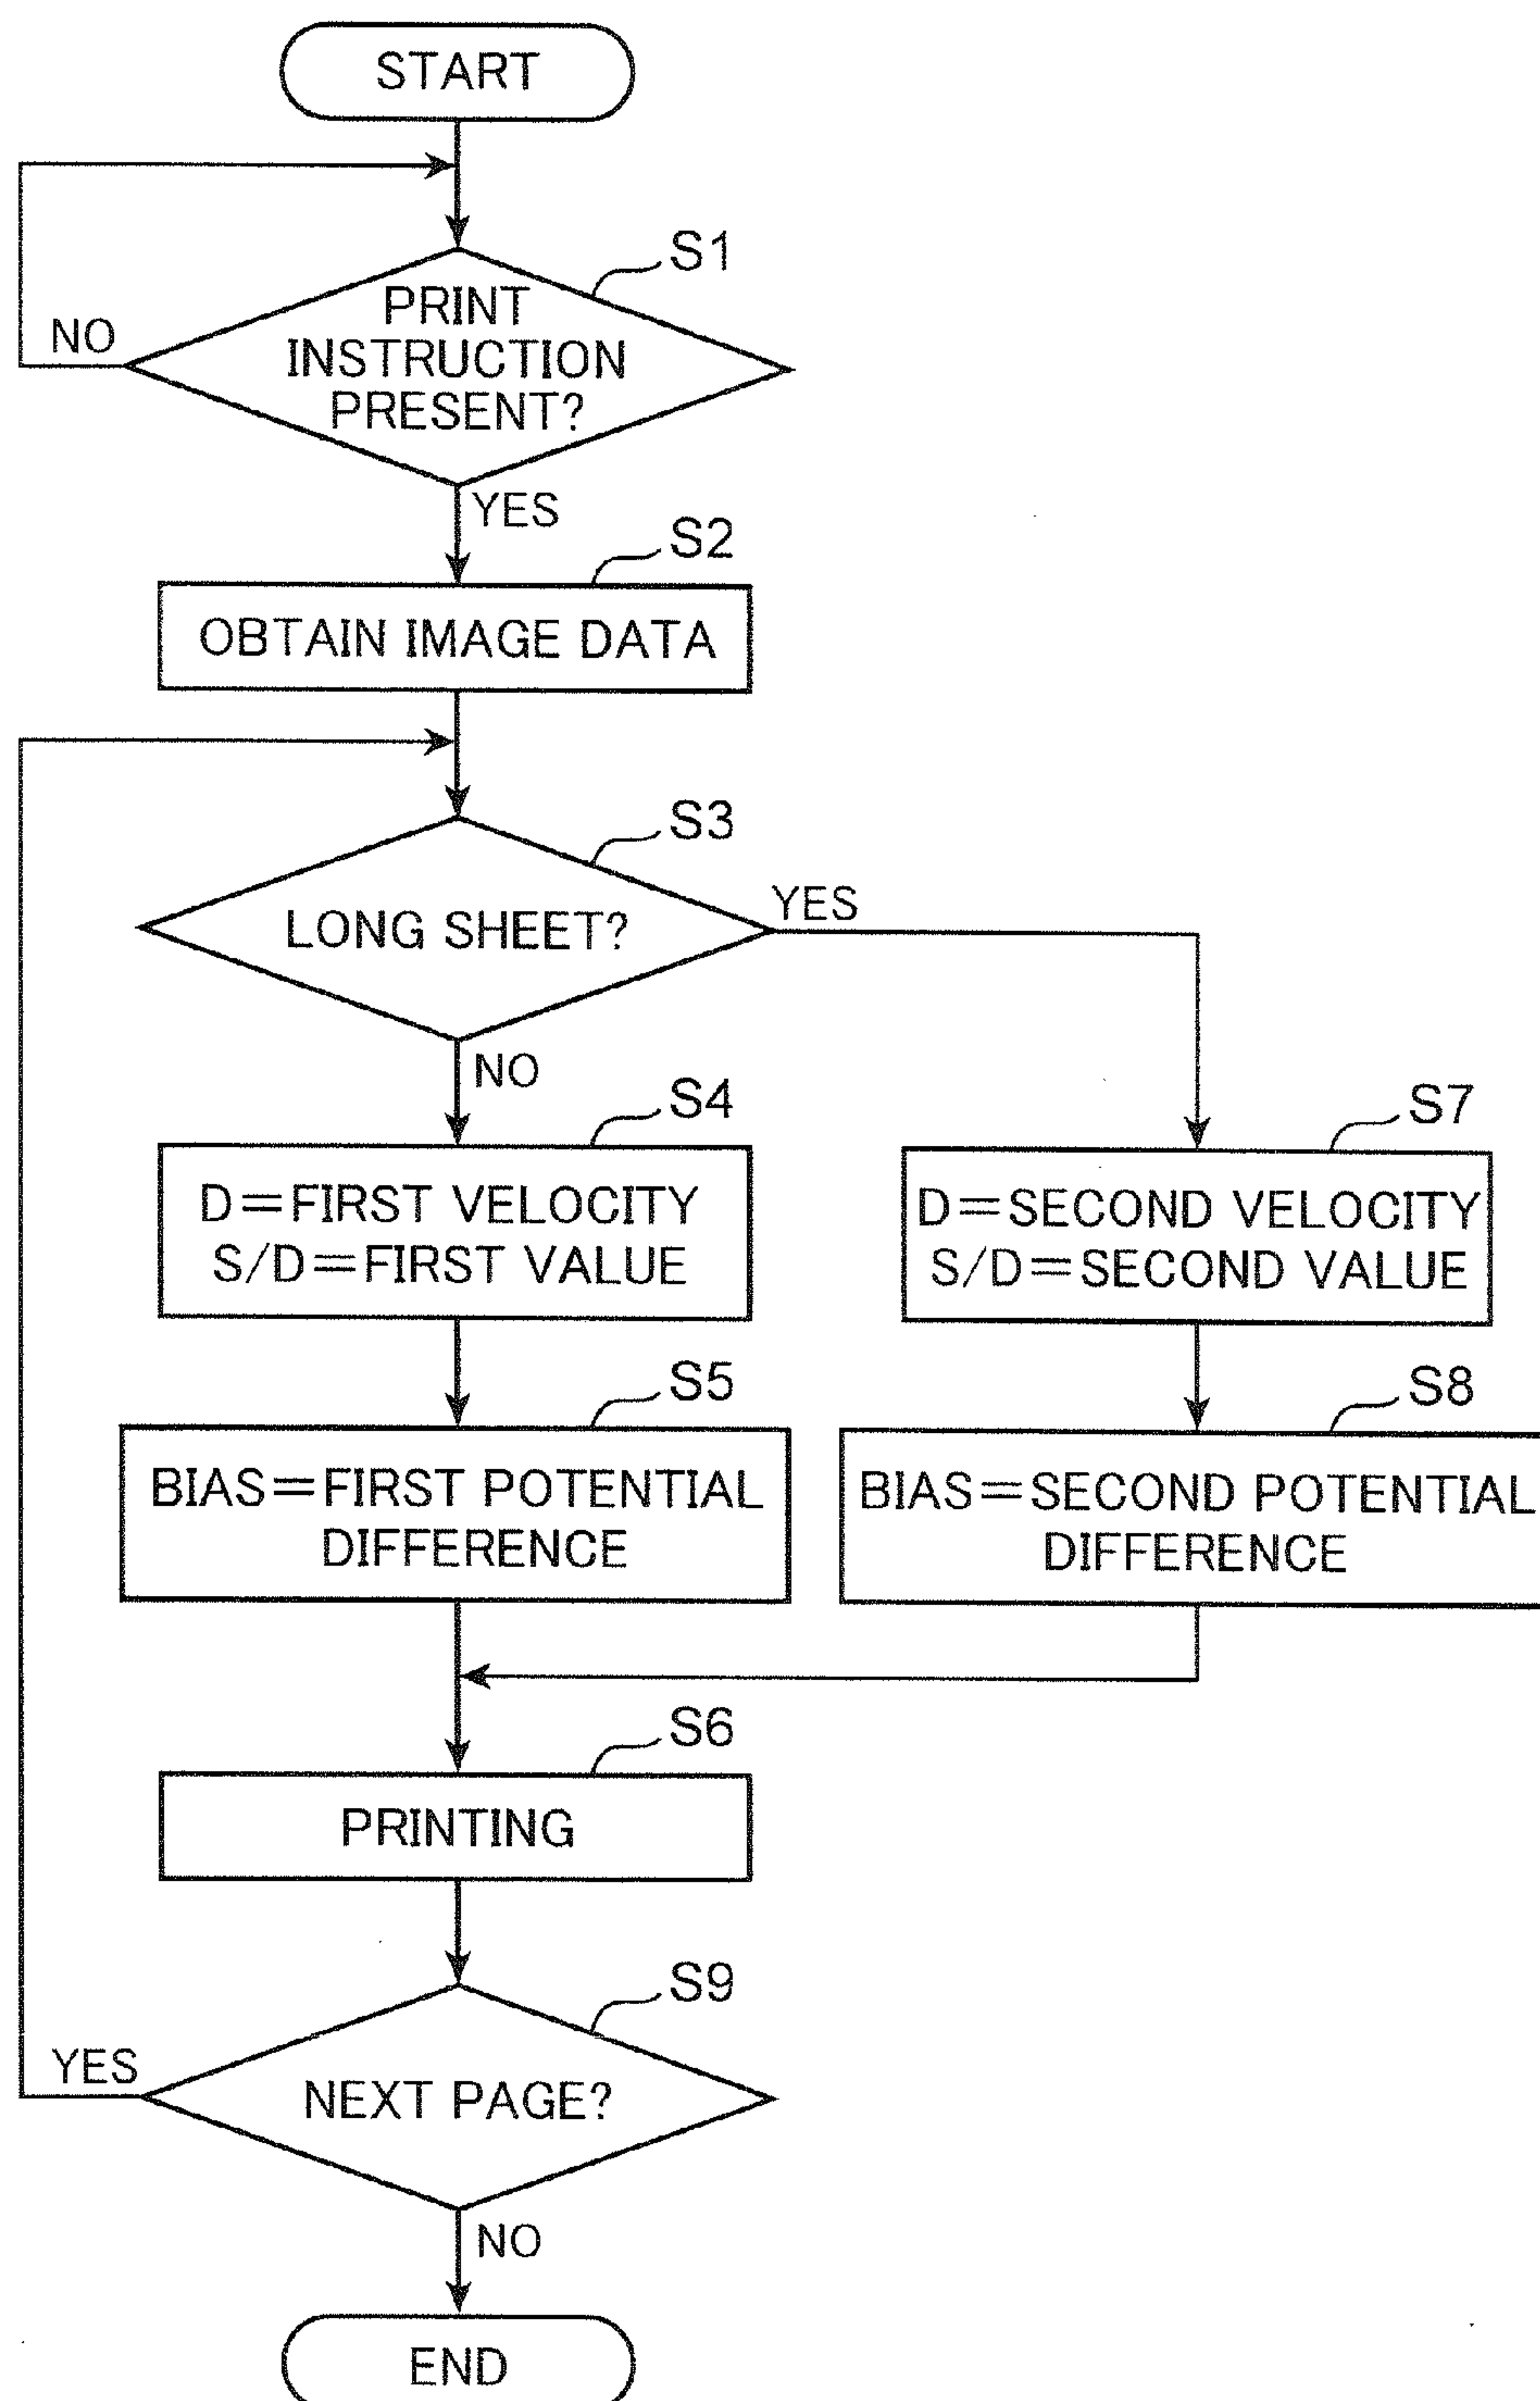 START
S1
PRINT
INSTRUCTION
PRESENT?
NO
YES
S2
OBTAIN IMAGE DATA
S3
LONG SHEET?
YES
NO
S4
D=FIRST VELOCITY
S/D=FIRST VALUE
S7
D=SECOND VELOCITY
S/D=SECOND VALUE
S5
BIAS=FIRST POTENTIAL
DIFFERENCE
S8
BIAS=SECOND POTENTIAL
DIFFERENCE
S6
PRINTING
S9
NEXT PAGE?
YES
NO
END